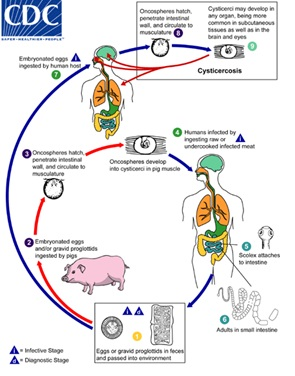 CDC
SAFER·HEALTHIER·PEOPLE™
Oncospheres hatch,
penetrate intestinal
wall, and circulate to
musculature
8
Cysticerci may develop in
any organ, being more
common in subcutaneous
tissues as well as in the
brain and eyes
9
Cysticercosis
Embryonated eggs
ingested by human host
i
7
3
Oncospheres hatch,
penetrate intestinal
wall, and circulate to
musculature
Oncospheres develop
into cysticerci in pig muscle
4
Humans infected by
ingesting raw or
undercooked infected meat
i
2
Embryonated eggs
and/or gravid proglottids
ingested by pigs
5
Scolex attaches
to intestine
6
Adults in small intestine
i
d
1
Eggs or gravid proglottids in feces
and passed into environment
i = Infective Stage
d = Diagnostic Stage